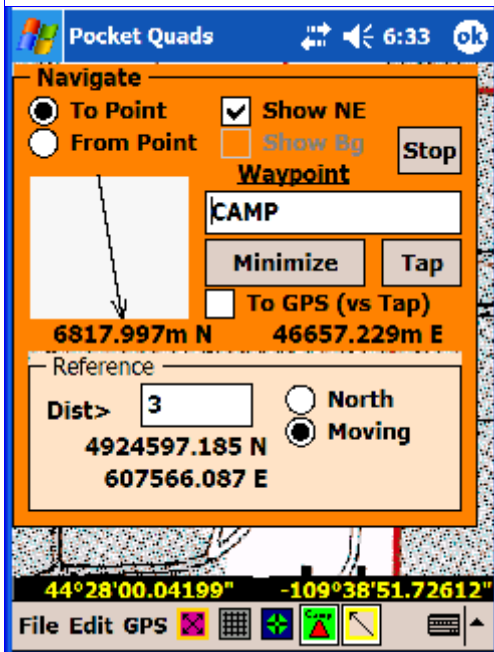 Pocket Quads 6:33 ok
Navigate
To Point Show NE
From Point Show Bg Stop
Waypoint
CAMP
Minimize Tap
To GPS (vs Tap)
6817.997m N 46657.229m E
Reference
Dist> 3 North
Moving
4924597.185 N
607566.087 E
44°28'00.04199" -109°38'51.72612"
File Edit GPS Camp